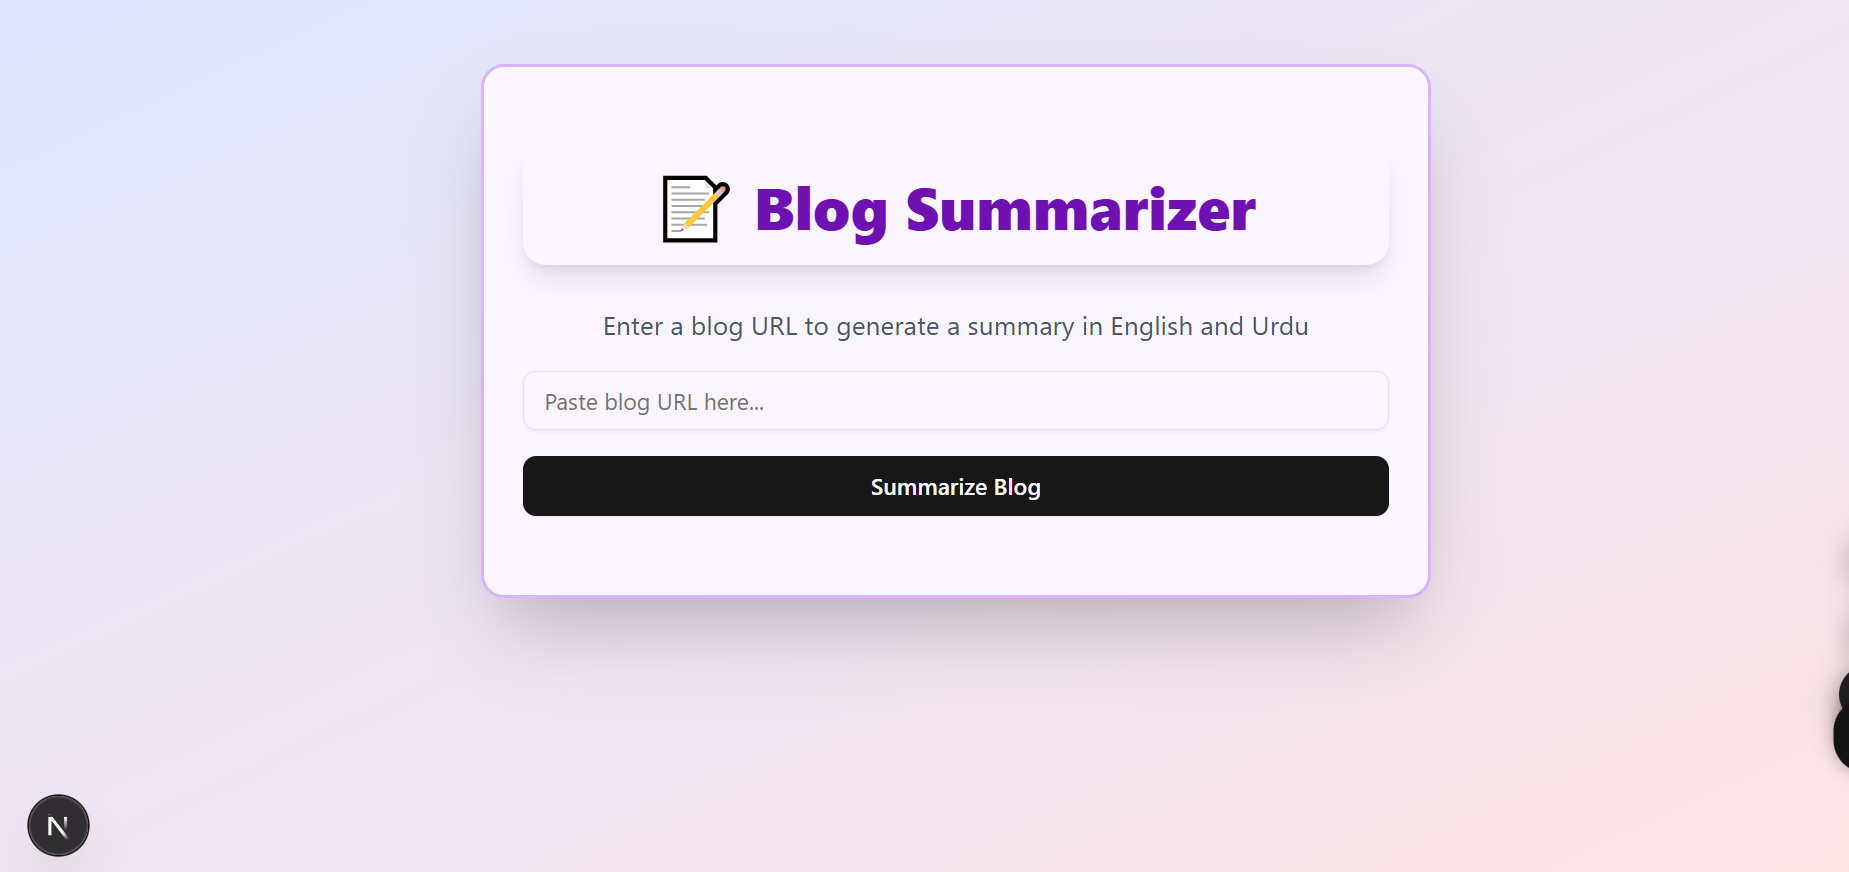 Blog Summarizer
Enter a blog URL to generate a summary in English and Urdu
Paste blog URL here...
Summarize Blog
N